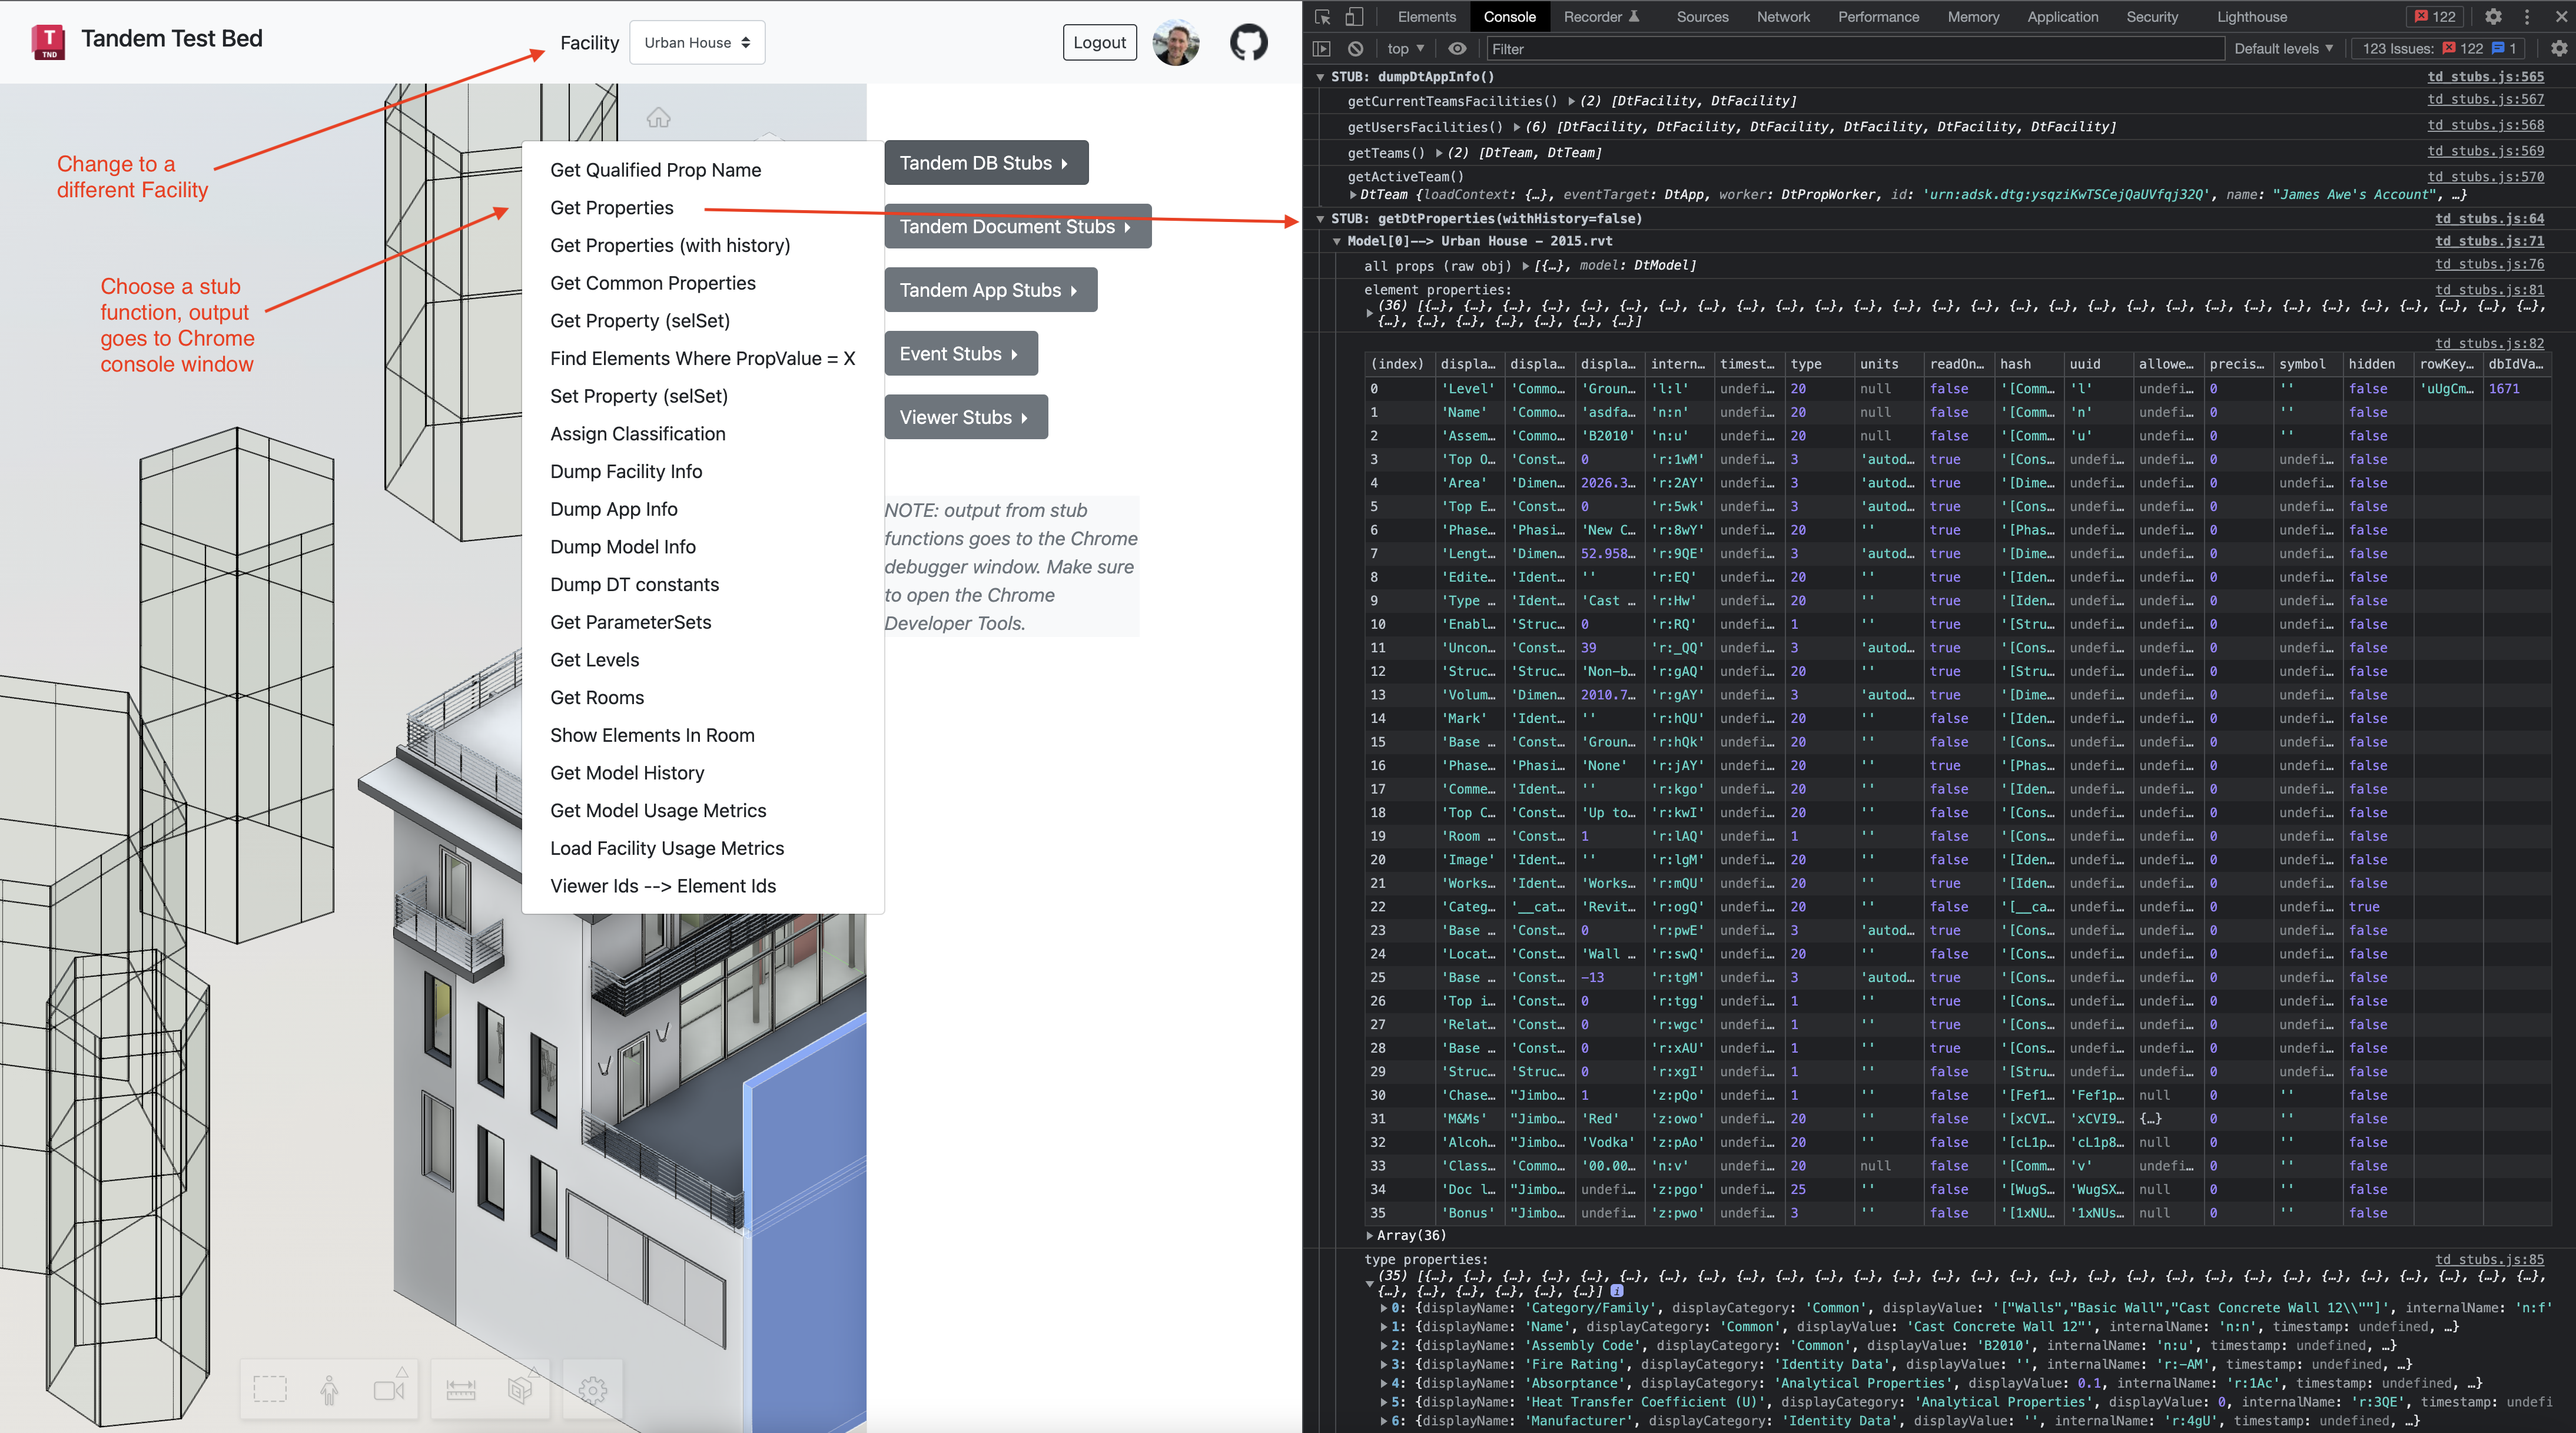 T
TND
Tandem Test Bed
Facility
Urban House
Logout
Change to a
different Facility
Choose a stub
function, output
goes to Chrome
console window
Get Qualified Prop Name
Get Properties
Get Properties (with history)
Get Common Properties
Get Property (selSet)
Find Elements Where PropValue = X
Set Property (selSet)
Assign Classification
Dump Facility Info
Dump App Info
Dump Model Info
Dump DT constants
Get ParameterSets
Get Levels
Get Rooms
Show Elements In Room
Get Model History
Get Model Usage Metrics
Load Facility Usage Metrics
Viewer Ids --> Element Ids
Tandem DB Stubs
Tandem Document Stubs
Tandem App Stubs
Event Stubs
Viewer Stubs
NOTE: output from stub
functions goes to the Chrome
debugger window. Make sure
to open the Chrome
Developer Tools.
Elements Console Recorder Sources Network Performance Memory Application Security Lighthouse 122
top Filter Default levels 123 Issues: 122 1
STUB: dumpDtAppInfo() td_stubs.js:565
getCurrentTeamsFacilities() (2) [DtFacility, DtFacility] td_stubs.js:567
getUsersFacilities() (6) [DtFacility, DtFacility, DtFacility, DtFacility, DtFacility, DtFacility] td_stubs.js:568
getTeams() (2) [DtTeam, DtTeam] td_stubs.js:569
getActiveTeam() td_stubs.js:570
DtTeam {loadContext: {…}, eventTarget: DtApp, worker: DtPropWorker, id: 'urn:adsk.dtg:ysqziKwTSCejQaUVfqj32Q', name: "James Awe's Account", …}
STUB: getDtProperties(withHistory=false) td_stubs.js:64
Model[0]--> Urban House - 2015.rvt td_stubs.js:71
all props (raw obj) [{…}, model: DtModel] td_stubs.js:76
element properties: td_stubs.js:81
(36) [{…}, {…}, {…}, {…}, {…}, {…}, {…}, {…}, {…}, {…}, {…}, {…}, {…}, {…}, {…}, {…}, {…}, {…}, {…}, {…}, {…}, {…}, {…}, {…}, {…}, {…}, {…}, {…}, {…},
{…}, {…}, {…}, {…}, {…}, {…}, {…}]
td_stubs.js:82
(index) displa… displa… displa… intern… timest… type units readOn… hash uuid allowe… precis… symbol hidden rowKey… dbIdVa…
0 'Level' 'Commo… 'Groun… 'l:l' undefi… 20 null false '[Comm… 'l' undefi… 0 '' false 'uUgCm… 1671
1 'Name' 'Commo… 'asdfa… 'n:n' undefi… 20 null false '[Comm… 'n' undefi… 0 '' false
2 'Assem… 'Commo… 'B2010' 'n:u' undefi… 20 null false '[Comm… 'u' undefi… 0 '' false
3 'Top O… 'Const… 0 'r:1wM' undefi… 3 'autod… true '[Cons… undefi… undefi… 0 undefi… false
4 'Area' 'Dimen… 2026.3… 'r:2AY' undefi… 3 'autod… true '[Dime… undefi… undefi… 0 undefi… false
5 'Top E… 'Const… 0 'r:5wk' undefi… 3 'autod… true '[Cons… undefi… undefi… 0 undefi… false
6 'Phase… 'Phasi… 'New C… 'r:8wY' undefi… 20 '' true '[Phas… undefi… undefi… 0 undefi… false
7 'Lengt… 'Dimen… 52.958… 'r:9QE' undefi… 3 'autod… true '[Dime… undefi… undefi… 0 undefi… false
8 'Edite… 'Ident… '' 'r:EQ' undefi… 20 '' true '[Iden… undefi… undefi… 0 undefi… false
9 'Type … 'Ident… 'Cast … 'r:Hw' undefi… 20 '' true '[Iden… undefi… undefi… 0 undefi… false
10 'Enabl… 'Struc… 0 'r:RQ' undefi… 1 '' true '[Stru… undefi… undefi… 0 undefi… false
11 'Uncon… 'Const… 39 'r:_QQ' undefi… 3 'autod… true '[Cons… undefi… undefi… 0 undefi… false
12 'Struc… 'Struc… 'Non-b… 'r:gAQ' undefi… 20 '' true '[Stru… undefi… undefi… 0 undefi… false
13 'Volum… 'Dimen… 2010.7… 'r:gAY' undefi… 3 'autod… true '[Dime… undefi… undefi… 0 undefi… false
14 'Mark' 'Ident… '' 'r:hQU' undefi… 20 '' false '[Iden… undefi… undefi… 0 undefi… false
15 'Base … 'Const… 'Groun… 'r:hQk' undefi… 20 '' true '[Cons… undefi… undefi… 0 undefi… false
16 'Phase… 'Phasi… 'None' 'r:jAY' undefi… 20 '' true '[Phas… undefi… undefi… 0 undefi… false
17 'Comme… 'Ident… '' 'r:kgo' undefi… 20 '' false '[Iden… undefi… undefi… 0 undefi… false
18 'Top C… 'Const… 'Up to… 'r:kwI' undefi… 20 '' true '[Cons… undefi… undefi… 0 undefi… false
19 'Room … 'Const… 1 'r:lAQ' undefi… 1 '' false '[Cons… undefi… undefi… 0 undefi… false
20 'Image' 'Ident… '' 'r:lgM' undefi… 20 '' false '[Iden… undefi… undefi… 0 undefi… false
21 'Works… 'Ident… 'Works… 'r:mQU' undefi… 20 '' true '[Iden… undefi… undefi… 0 undefi… false
22 'Categ… '__cat… 'Revit… 'r:ogQ' undefi… 20 '' false '[__ca… undefi… undefi… 0 undefi… true
23 'Base … 'Const… 0 'r:pwE' undefi… 3 'autod… true '[Cons… undefi… undefi… 0 undefi… false
24 'Locat… 'Const… 'Wall … 'r:swQ' undefi… 20 '' false '[Cons… undefi… undefi… 0 undefi… false
25 'Base … 'Const… -13 'r:tgM' undefi… 3 'autod… true '[Cons… undefi… undefi… 0 undefi… false
26 'Top i… 'Const… 0 'r:tgg' undefi… 1 '' true '[Cons… undefi… undefi… 0 undefi… false
27 'Relat… 'Const… 0 'r:wgc' undefi… 1 '' true '[Cons… undefi… undefi… 0 undefi… false
28 'Base … 'Const… 0 'r:xAU' undefi… 1 '' true '[Cons… undefi… undefi… 0 undefi… false
29 'Struc… 'Struc… 0 'r:xgI' undefi… 1 '' false '[Stru… undefi… undefi… 0 undefi… false
30 'Chase… "Jimbo… 1 'z:pQo' undefi… 1 '' false '[Fef1… 'Fef1p… null 0 '' false
31 'M&Ms' "Jimbo… 'Red' 'z:owo' undefi… 20 '' false '[xCVI… 'xCVI9… {…} 0 '' false
32 'Alcoh… "Jimbo… 'Vodka' 'z:pAo' undefi… 20 '' false '[cL1p… 'cL1p8… null 0 '' false
33 'Class… 'Commo… '00.00… 'n:v' undefi… 20 null false '[Comm… 'v' undefi… 0 '' false
34 'Doc l… "Jimbo… undefi… 'z:pgo' undefi… 25 '' false '[WugS… 'WugSX… null 0 '' false
35 'Bonus' "Jimbo… undefi… 'z:pwo' undefi… 3 '' false '[1xNU… '1xNUs… null 0 '' false
Array(36)
type properties: td_stubs.js:85
(35) [{…}, {…}, {…}, {…}, {…}, {…}, {…}, {…}, {…}, {…}, {…}, {…}, {…}, {…}, {…}, {…}, {…}, {…}, {…}, {…}, {…}, {…}, {…}, {…}, {…}, {…}, {…}, {…}, {…},
{…}, {…}, {…}, {…}, {…}, {…}] i
0: {displayName: 'Category/Family', displayCategory: 'Common', displayValue: '["Walls","Basic Wall","Cast Concrete Wall 12\\""]', internalName: 'n:f'
1: {displayName: 'Name', displayCategory: 'Common', displayValue: 'Cast Concrete Wall 12"', internalName: 'n:n', timestamp: undefined, …}
2: {displayName: 'Assembly Code', displayCategory: 'Common', displayValue: 'B2010', internalName: 'n:u', timestamp: undefined, …}
3: {displayName: 'Fire Rating', displayCategory: 'Identity Data', displayValue: '', internalName: 'r:-AM', timestamp: undefined, …}
4: {displayName: 'Absorptance', displayCategory: 'Analytical Properties', displayValue: 0.1, internalName: 'r:1Ac', timestamp: undefined, …}
5: {displayName: 'Heat Transfer Coefficient (U)', displayCategory: 'Analytical Properties', displayValue: 0, internalName: 'r:3QE', timestamp: undefi
6: {displayName: 'Manufacturer', displayCategory: 'Identity Data', displayValue: '', internalName: 'r:4gU', timestamp: undefined, …}